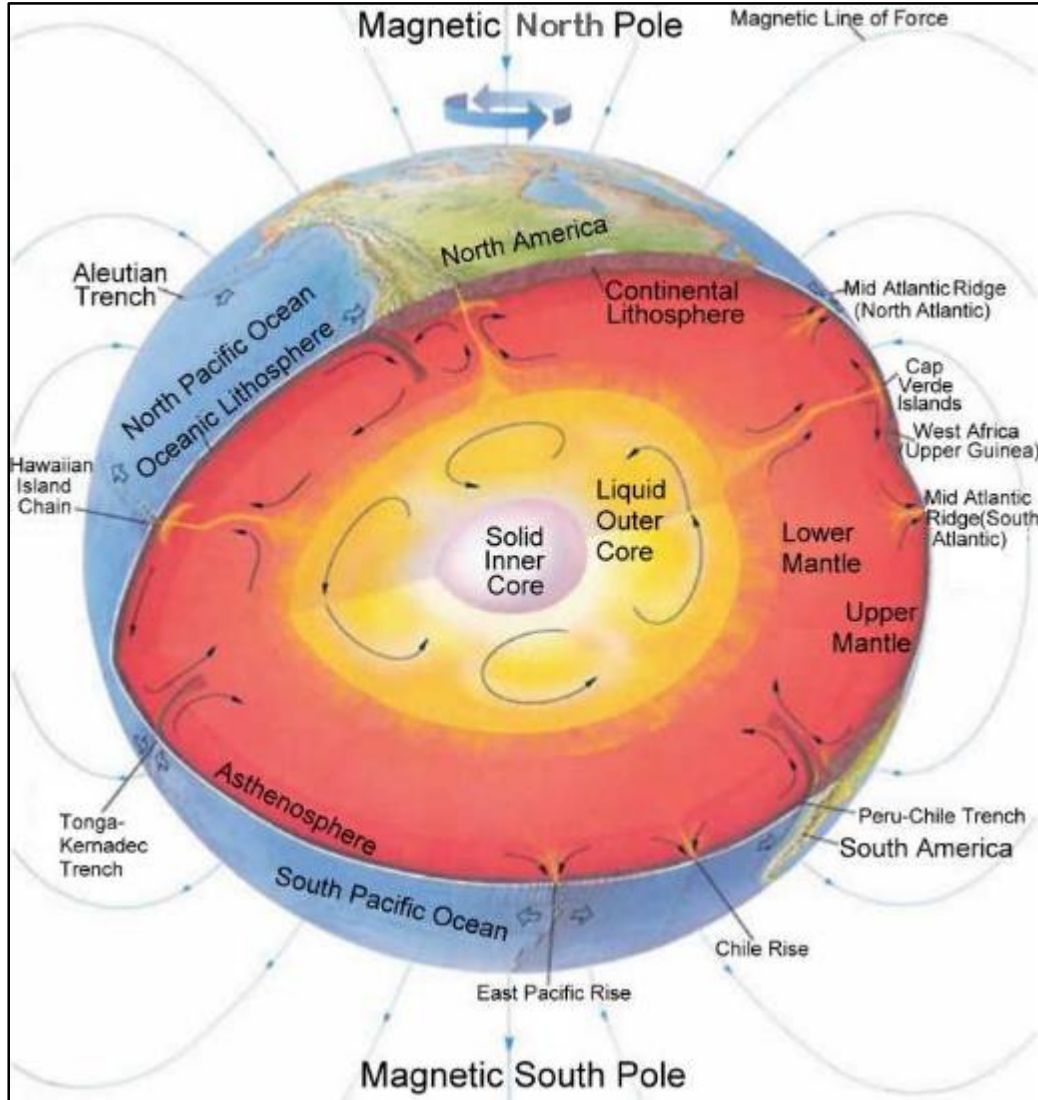 Magnetic North Pole
Magnetic Line of Force
North America
Aleutian
Trench
Continental
Lithosphere
Mid Atlantic Ridge
(North Atlantic)
North Pacific Ocean
Oceanic Lithosphere
Cap
Verde
Islands
West Africa
(Upper Guinea)
Hawaiian
Island
Chain
Liquid
Outer
Core
Solid
Inner
Core
Mid Atlantic
Ridge(South
Atlantic)
Lower
Mantle
Upper
Mantle
Asthenosphere
Tonga-
Kernadec
Trench
Peru-Chile Trench
South America
South Pacific Ocean
Chile Rise
East Pacific Rise
Magnetic South Pole